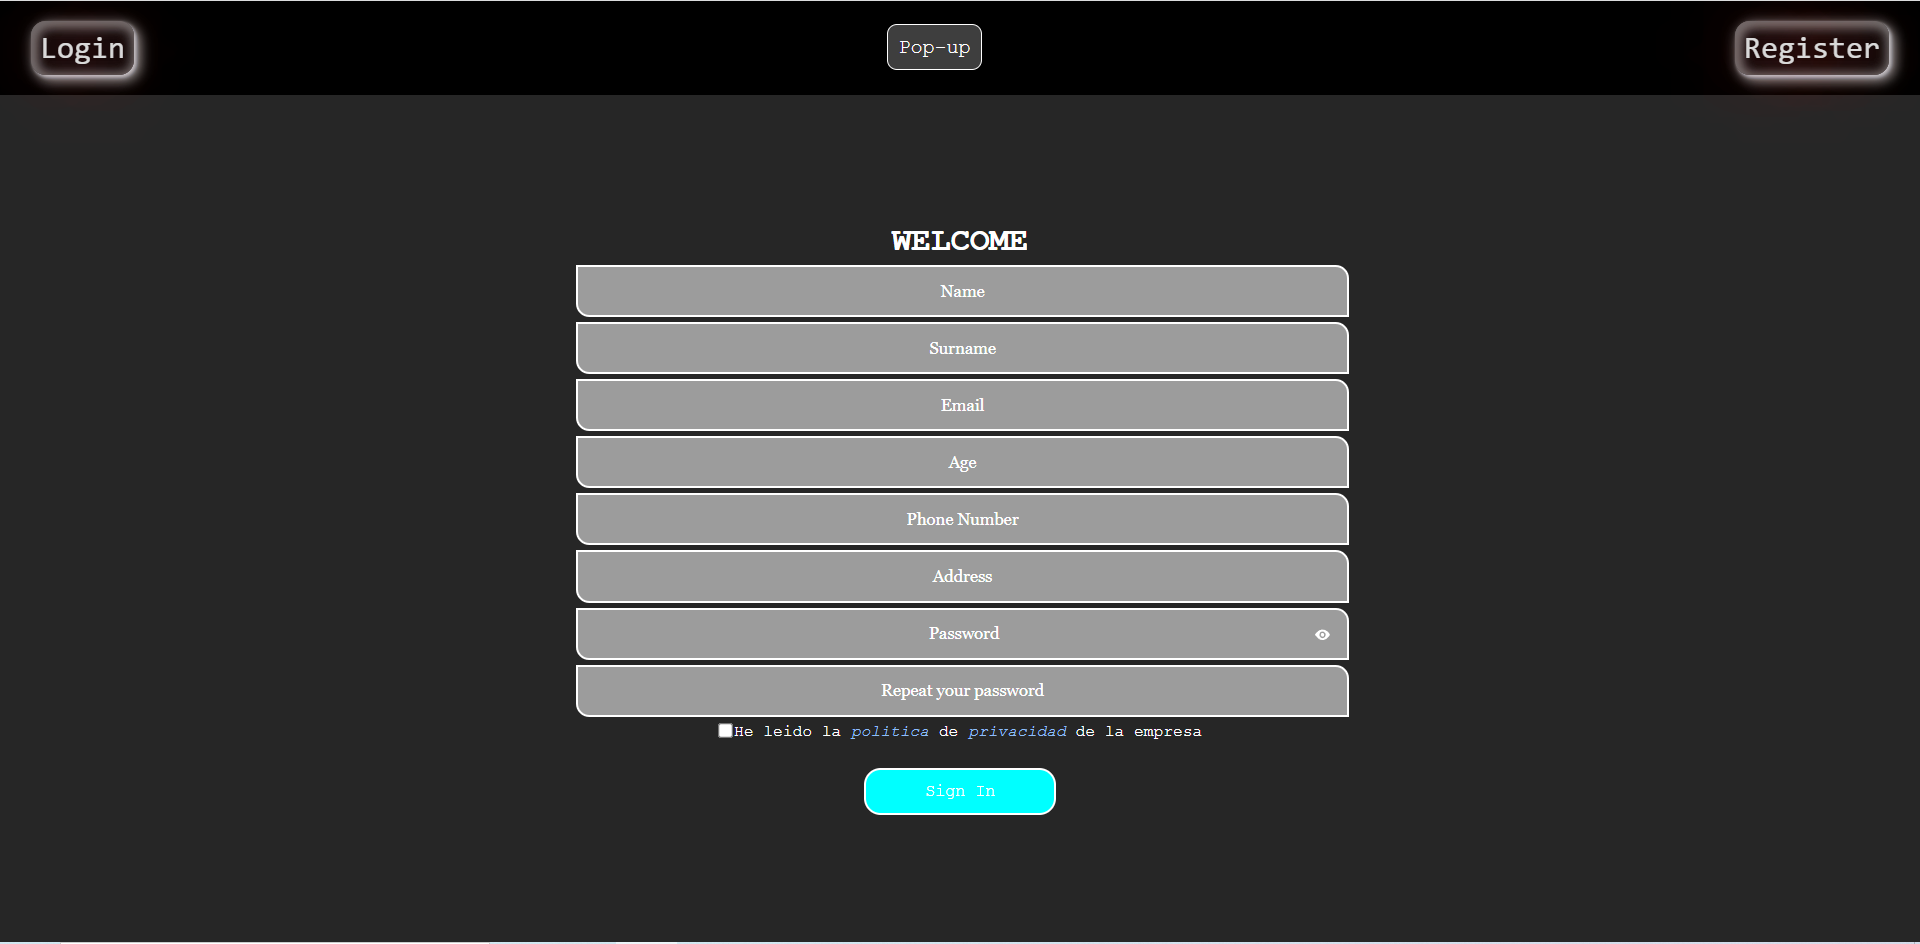 Login
Pop-up
Register
WELCOME
Name
Surname
Email
Age
Phone Number
Address
Password
Repeat your password
He leido la politica de privacidad de la empresa
Sign In